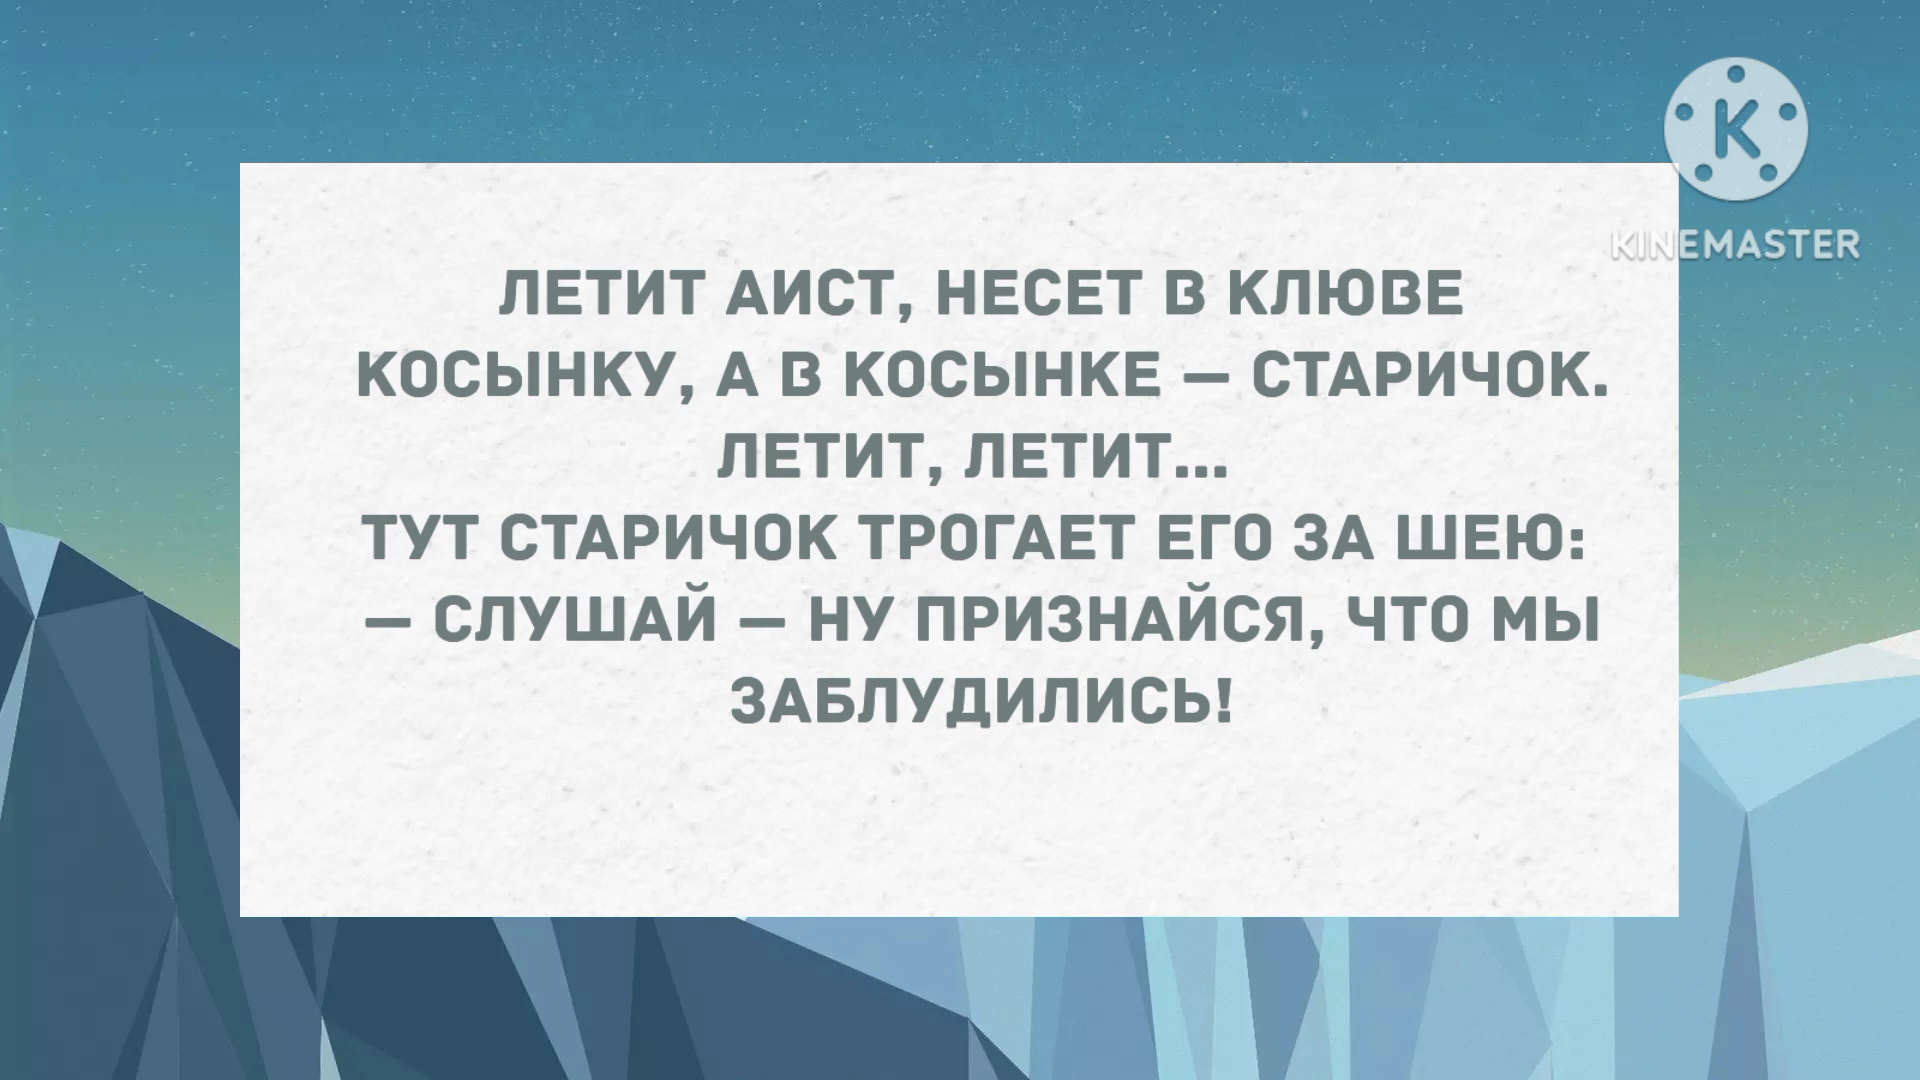 K
KINEMASTER
ЛЕТИТ АИСТ, НЕСЕТ В КЛЮВЕ
КОСЫНКУ, А В КОСЫНКЕ — СТАРИЧОК.
ЛЕТИТ, ЛЕТИТ...
ТУТ СТАРИЧОК ТРОГАЕТ ЕГО ЗА ШЕЮ:
— СЛУШАЙ — НУ ПРИЗНАЙСЯ, ЧТО МЫ
ЗАБЛУДИЛИСЬ!